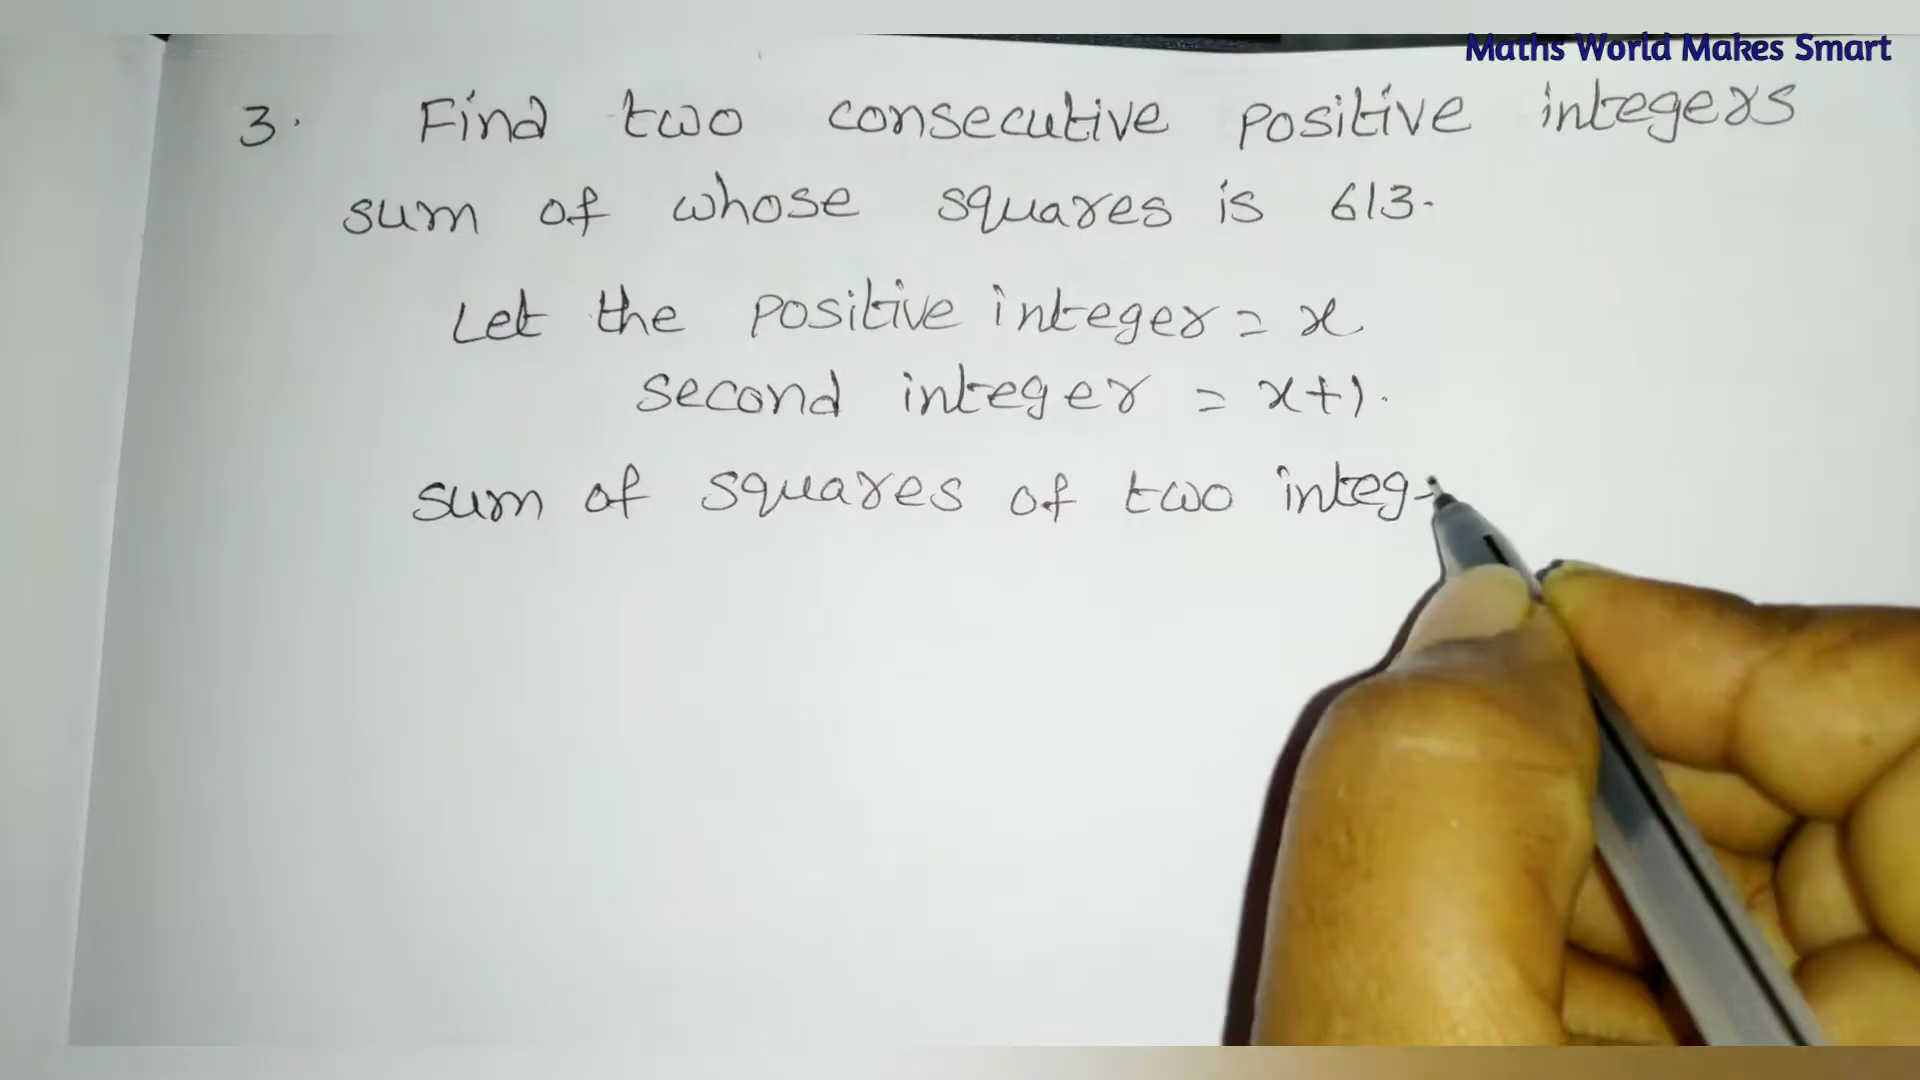 Maths World Makes Smart
3. Find two consecutive positive integers
sum of whose squares is 613.
Let the positive integer = x
second integer = x+1.
sum of squares of two integ